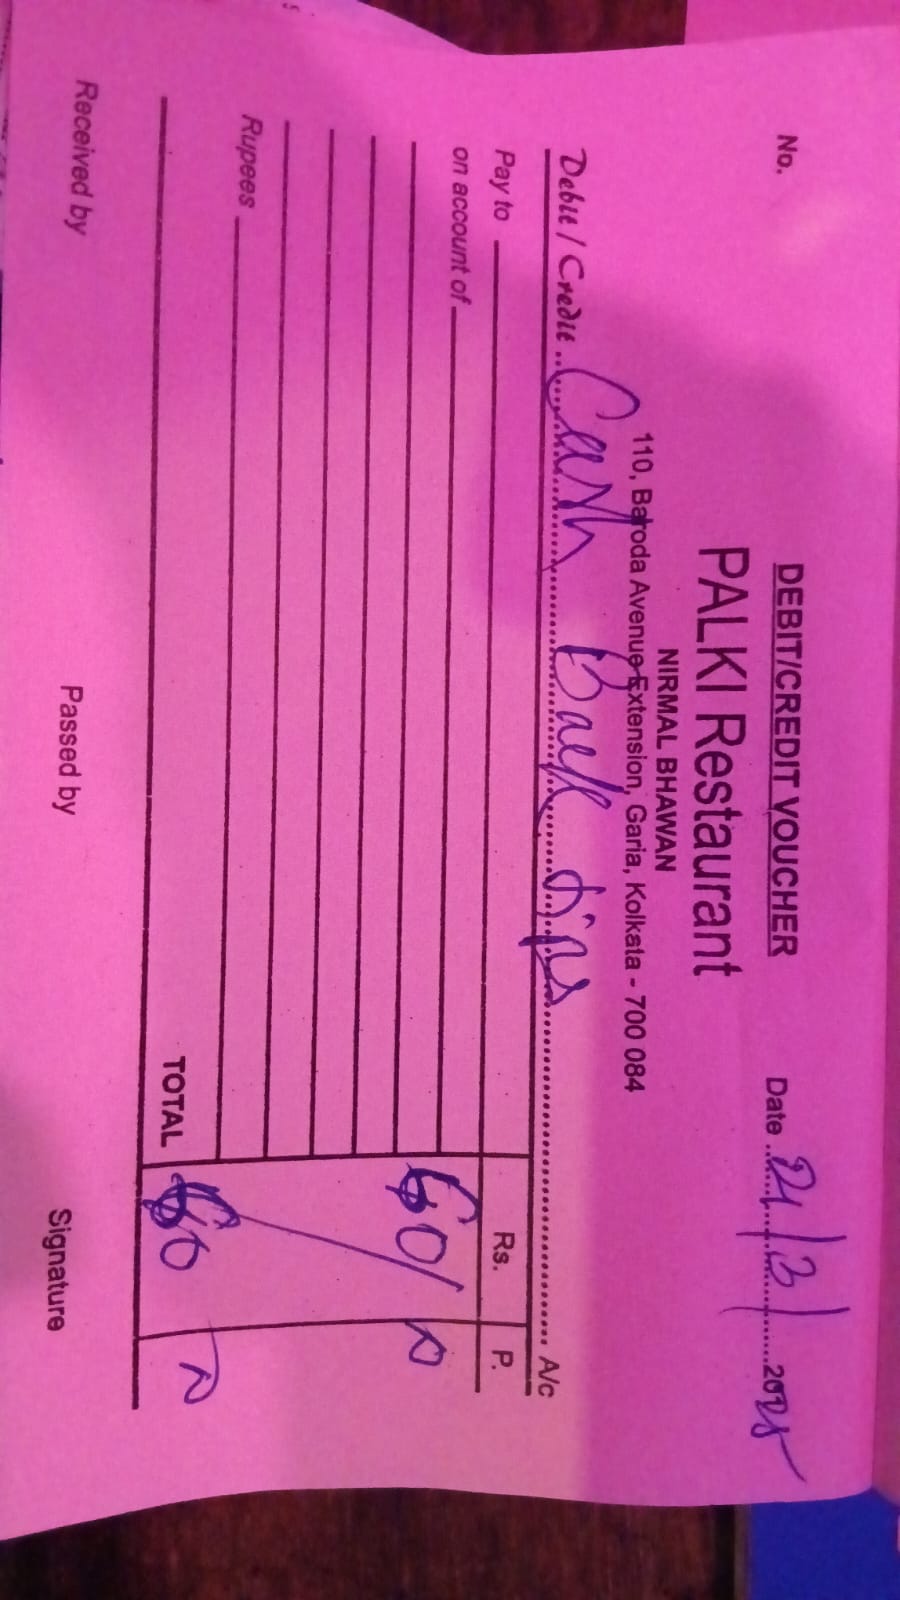 DEBIT/CREDIT VOUCHER
No. Date 21/3/2025
PALKI Restaurant
NIRMAL BHAWAN
110, Baroda Avenue Extension, Garia, Kolkata - 700 084
Debit / Credit Cash Back tips A/c
Pay to Rs. P.
on account of 60/
Rupees
TOTAL 60
Received by Passed by Signature